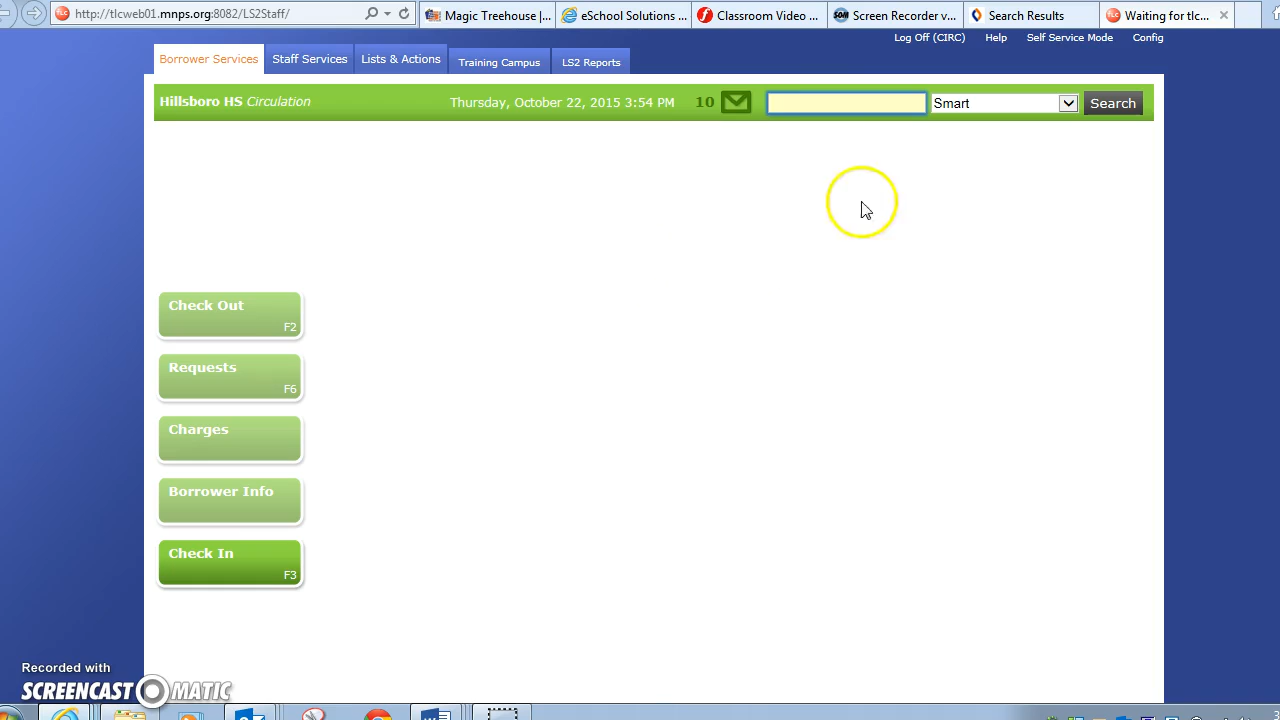 http://tlcweb01.mnps.org:8082/LS2Staff/
Magic Treehouse |...
eSchool Solutions ...
Classroom Video ...
Screen Recorder v...
Search Results
Waiting for tlc...
Log Off (CIRC) Help Self Service Mode Config
Borrower Services Staff Services Lists & Actions Training Campus LS2 Reports
Hillsboro HS Circulation Thursday, October 22, 2015 3:54 PM 10 Smart Search
Check Out
F2
Requests
F6
Charges
Borrower Info
Check In
F3
Recorded with
SCREENCAST MATIC